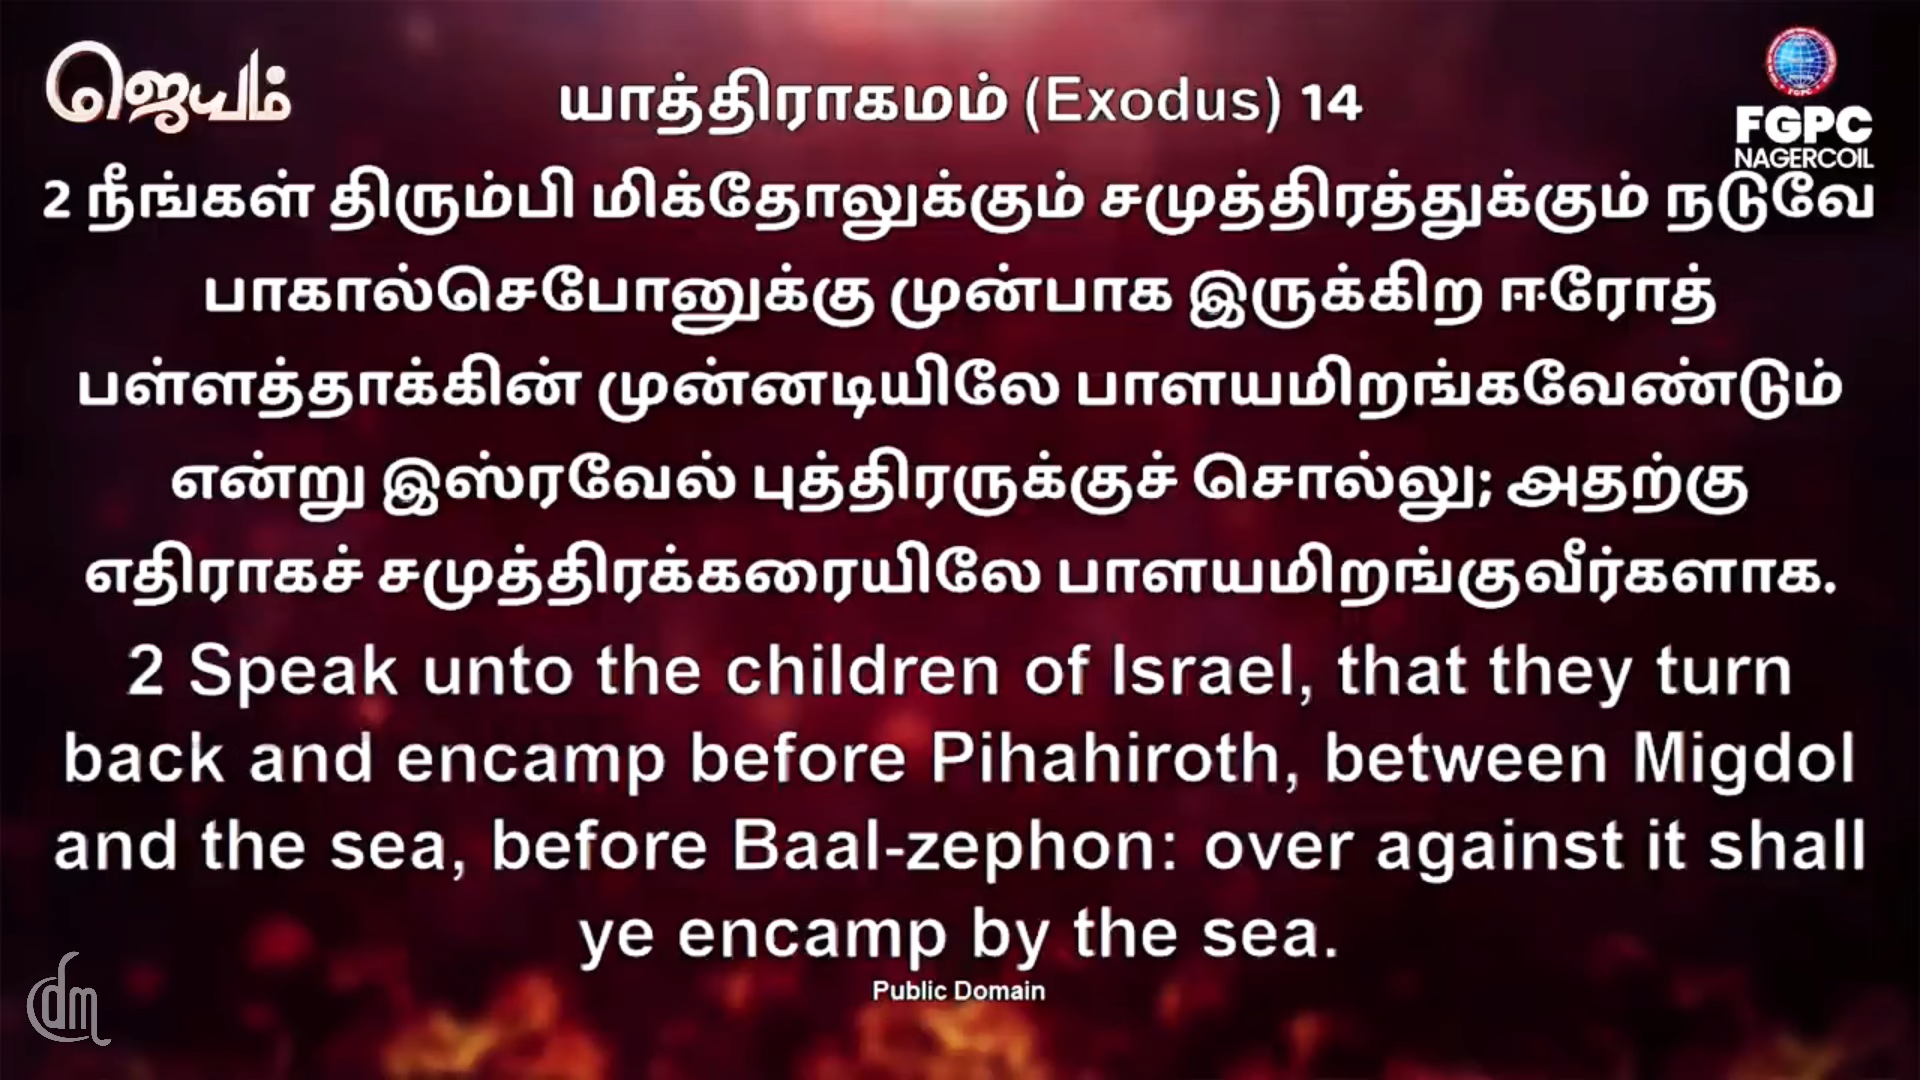 ஜெயம்
யாத்திராகமம் (Exodus) 14
FGPC
NAGERCOIL
2 நீங்கள் திரும்பி மிக்தோலுக்கும் சமுத்திரத்துக்கும் நடுவே
பாகால்செபோனுக்கு முன்பாக இருக்கிற ஈரோத்
பள்ளத்தாக்கின் முன்னடியிலே பாளயமிறங்கவேண்டும்
என்று இஸ்ரவேல் புத்திரருக்குச் சொல்லு; அதற்கு
எதிராகச் சமுத்திரக்கரையிலே பாளயமிறங்குவீர்களாக.
2 Speak unto the children of Israel, that they turn
back and encamp before Pihahiroth, between Migdol
and the sea, before Baal-zephon: over against it shall
ye encamp by the sea.
Public Domain
dm